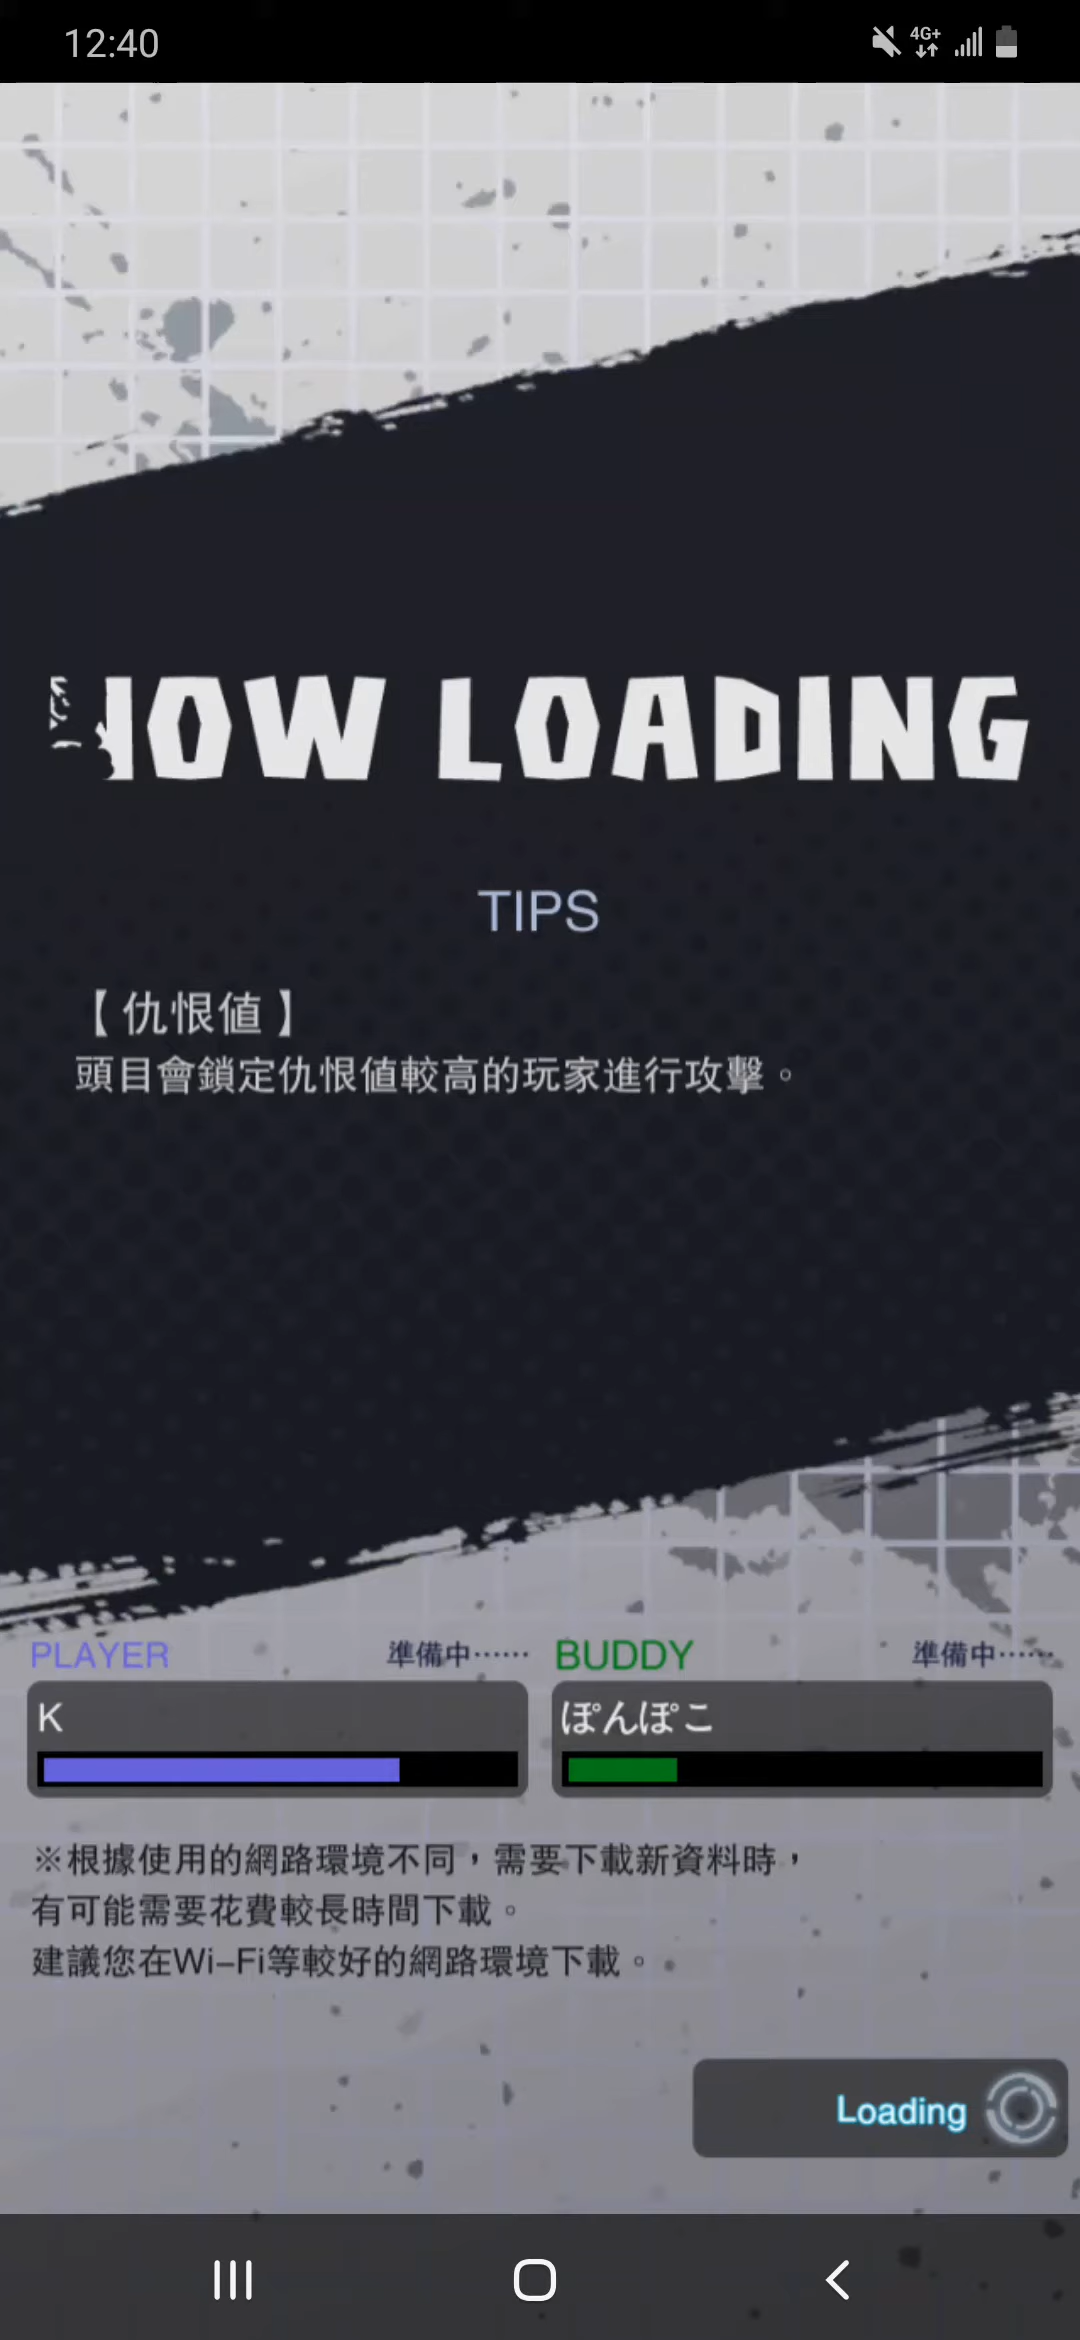 12:40
4G+
NOW LOADING
TIPS
【仇恨値】
頭目會鎖定仇恨値較高的玩家進行攻擊。
PLAYER 準備中⋯⋯ BUDDY 準備中⋯⋯
K ぽんぽこ
※根據使用的網路環境不同，需要下載新資料時，
有可能需要花費較長時間下載。
建議您在Wi-Fi等較好的網路環境下載。
Loading